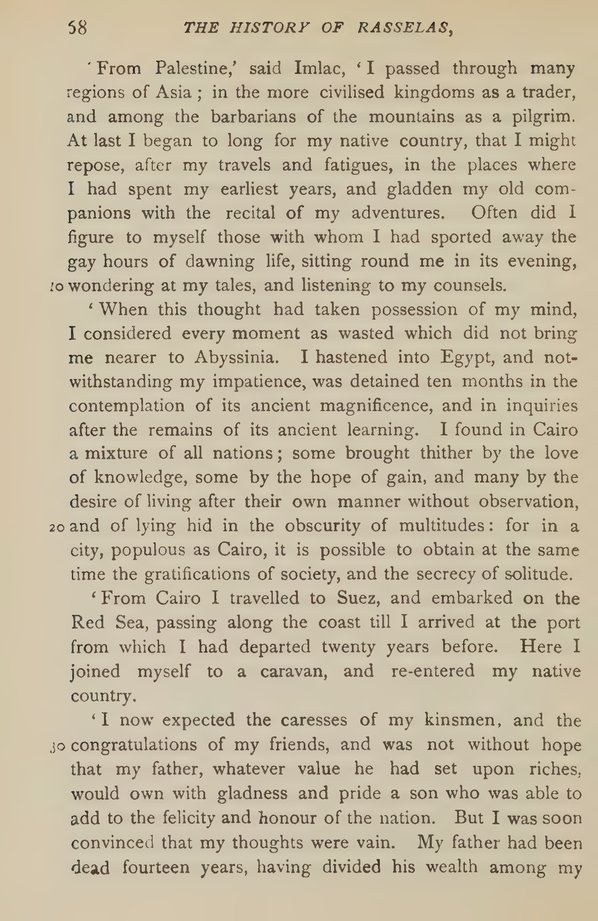 58 THE HISTORY OF RASSELAS,
‘From Palestine,’ said Imlac, ‘I passed through many
regions of Asia; in the more civilised kingdoms as a trader,
and among the barbarians of the mountains as a pilgrim.
At last I began to long for my native country, that I might
repose, after my travels and fatigues, in the places where
I had spent my earliest years, and gladden my old com-
panions with the recital of my adventures. Often did I
figure to myself those with whom I had sported away the
gay hours of dawning life, sitting round me in its evening,
10 wondering at my tales, and listening to my counsels.
‘When this thought had taken possession of my mind,
I considered every moment as wasted which did not bring
me nearer to Abyssinia. I hastened into Egypt, and not-
withstanding my impatience, was detained ten months in the
contemplation of its ancient magnificence, and in inquiries
after the remains of its ancient learning. I found in Cairo
a mixture of all nations; some brought thither by the love
of knowledge, some by the hope of gain, and many by the
desire of living after their own manner without observation,
20 and of lying hid in the obscurity of multitudes: for in a
city, populous as Cairo, it is possible to obtain at the same
time the gratifications of society, and the secrecy of solitude.
‘From Cairo I travelled to Suez, and embarked on the
Red Sea, passing along the coast till I arrived at the port
from which I had departed twenty years before. Here I
joined myself to a caravan, and re-entered my native
country.
‘I now expected the caresses of my kinsmen, and the
30 congratulations of my friends, and was not without hope
that my father, whatever value he had set upon riches,
would own with gladness and pride a son who was able to
add to the felicity and honour of the nation. But I was soon
convinced that my thoughts were vain. My father had been
dead fourteen years, having divided his wealth among my